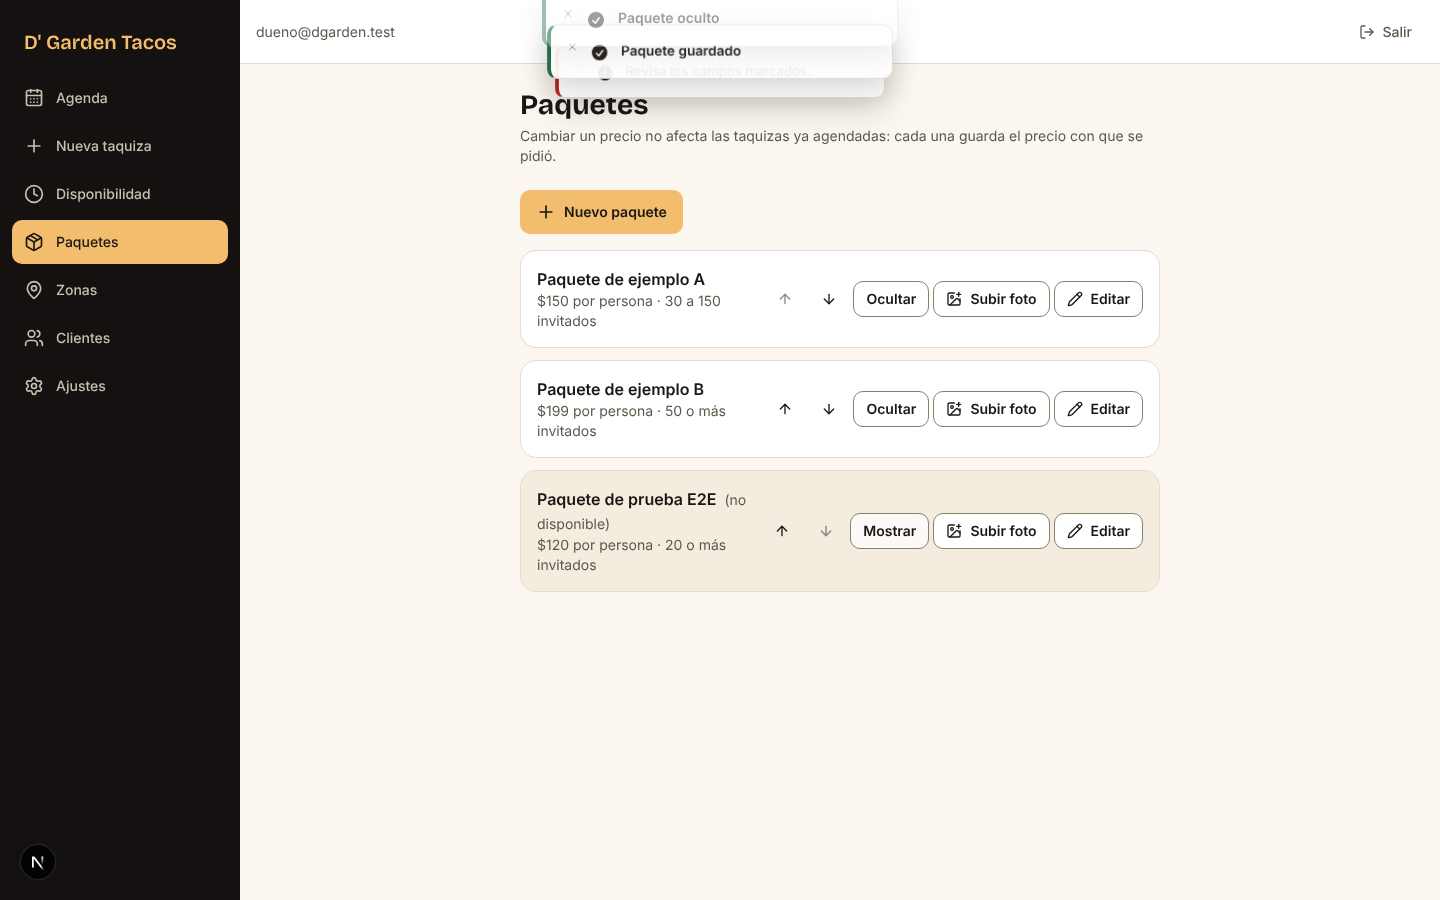 D' Garden Tacos
Agenda
Nueva taquiza
Disponibilidad
Paquetes
Zonas
Clientes
Ajustes
dueno@dgarden.test
Salir
Paquete oculto
Paquete guardado
Revisa los campos marcados.
Paquetes
Cambiar un precio no afecta las taquizas ya agendadas: cada una guarda el precio con que se
pidió.
Nuevo paquete
Paquete de ejemplo A
$150 por persona · 30 a 150
invitados
Ocultar
Subir foto
Editar
Paquete de ejemplo B
$199 por persona · 50 o más
invitados
Ocultar
Subir foto
Editar
Paquete de prueba E2E (no
disponible)
$120 por persona · 20 o más
invitados
Mostrar
Subir foto
Editar
N